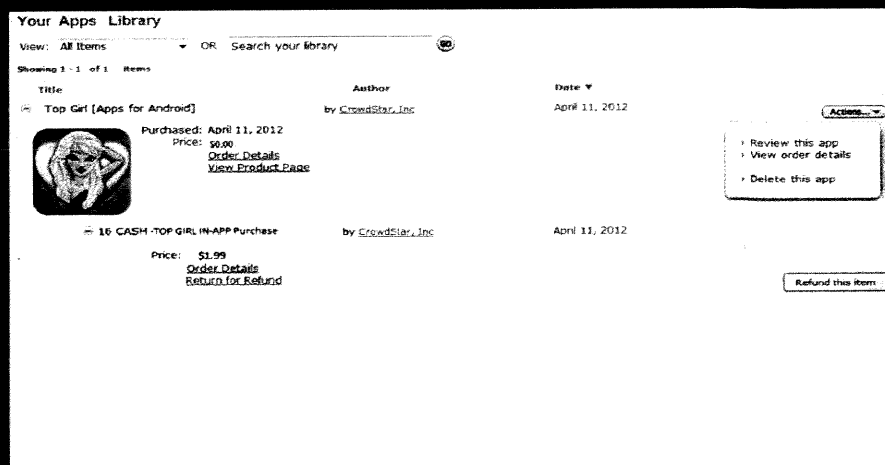 Your Apps Library
View: All Items OR Search your library GO
Showing 1 - 1 of 1 Items
Title Author Date ▼
Top Girl [Apps for Android] by CrowdStar, Inc April 11, 2012 Actions... ▼
Purchased: April 11, 2012
Price: $0.00
Order Details
View Product Page
› Review this app
› View order details
› Delete this app
16 CASH -TOP GIRL IN-APP Purchase by CrowdStar, Inc April 11, 2012
Price: $1.99
Order Details
Return for Refund
Refund this item